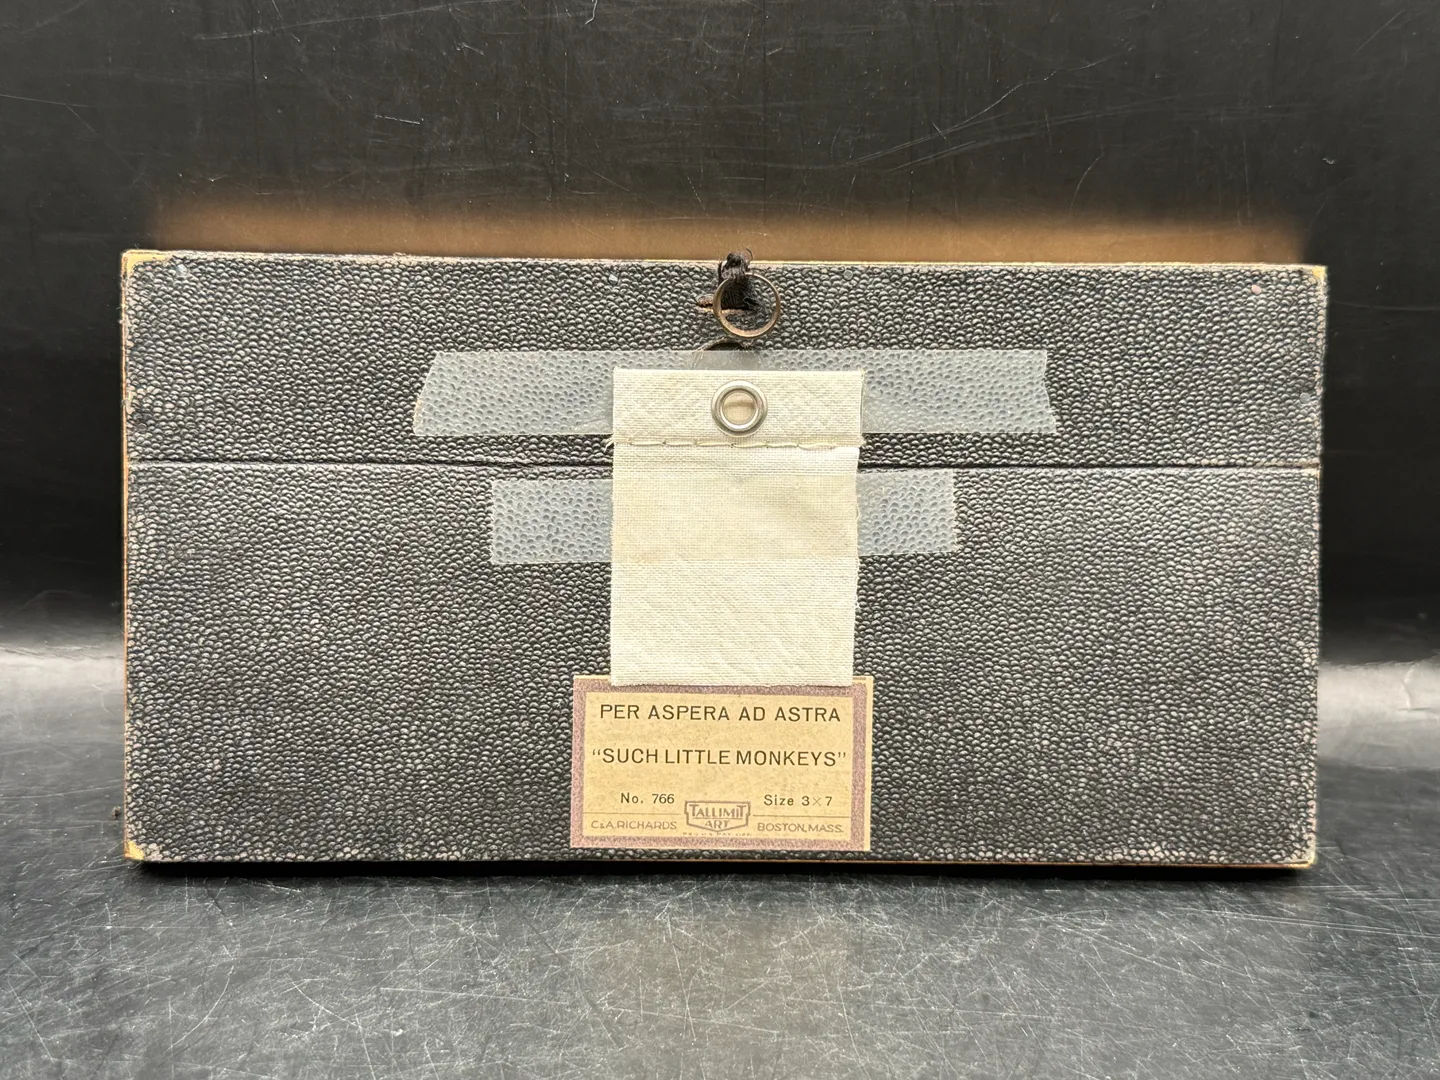 PER ASPERA AD ASTRA
"SUCH LITTLE MONKEYS"
No. 766 Size 3×7
TALLIMIT
ART
C&A.RICHARDS BOSTON,MASS.